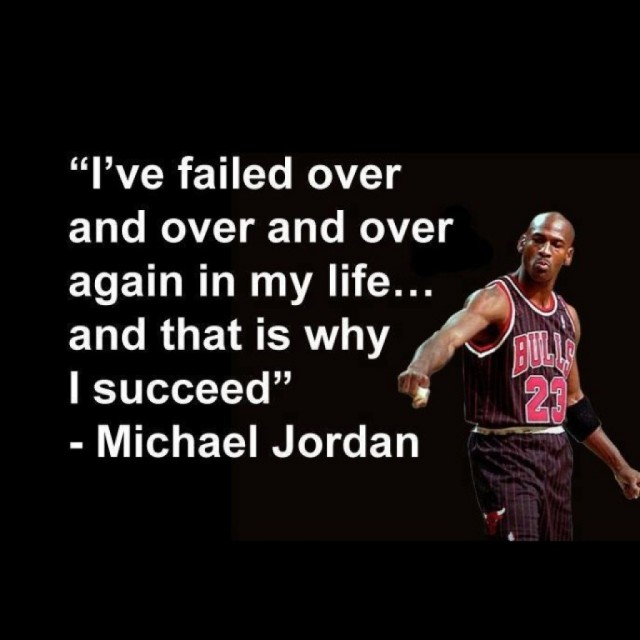 “I’ve failed over
and over and over
again in my life…
and that is why
I succeed”
- Michael Jordan
BULLS
23